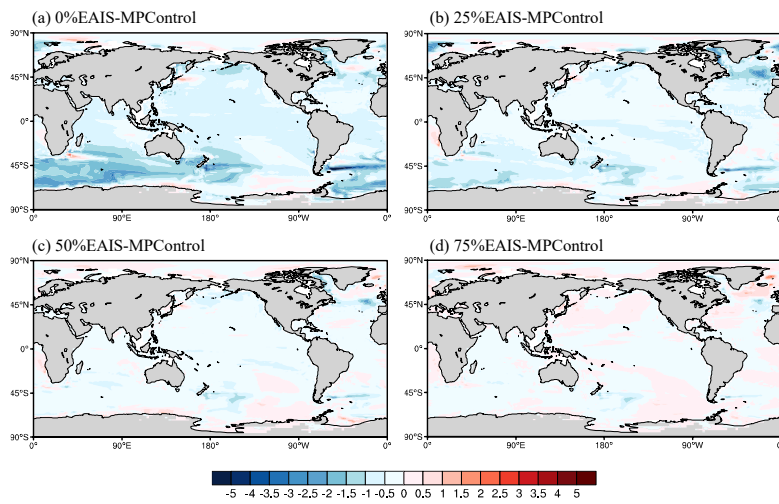 (a) 0%EAIS-MPControl
(b) 25%EAIS-MPControl
90°N 90°N
45°N 45°N
0° 0°
45°S 45°S
90°S 90°S
0° 90°E 180° 90°W 0° 0° 90°E 180° 90°W 0°
(c) 50%EAIS-MPControl
(d) 75%EAIS-MPControl
90°N 90°N
45°N 45°N
0° 0°
45°S 45°S
90°S 90°S
0° 90°E 180° 90°W 0° 0° 90°E 180° 90°W 0°
-5 -4 -3.5 -3 -2.5 -2 -1.5 -1 -0.5 0 0.5 1 1.5 2 2.5 3 3.5 4 5